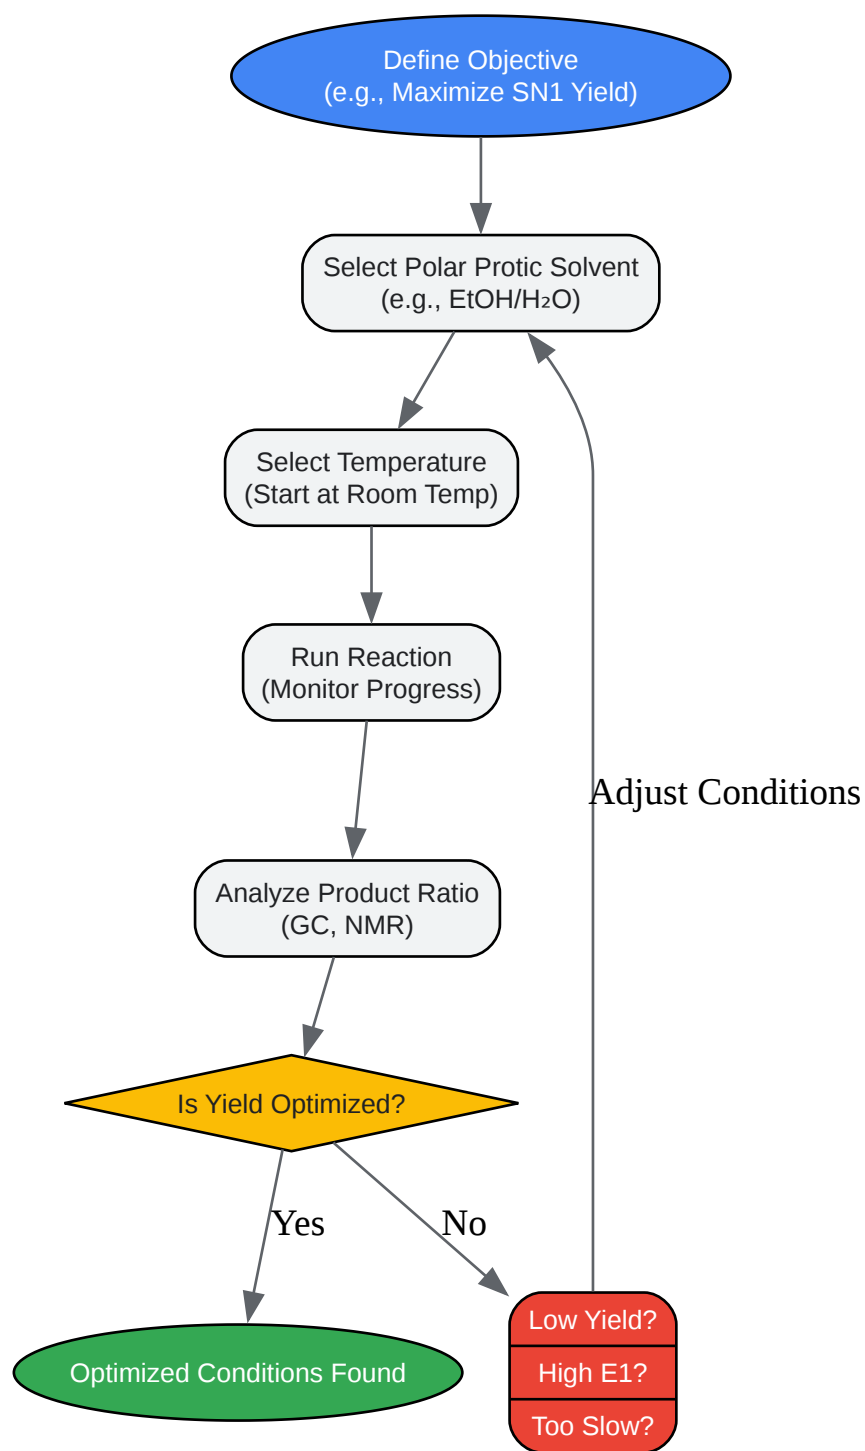 Define Objective
(e.g., Maximize SN1 Yield)
Select Polar Protic Solvent
(e.g., EtOH/H₂O)
Select Temperature
(Start at Room Temp)
Run Reaction
(Monitor Progress)
Adjust Conditions
Analyze Product Ratio
(GC, NMR)
Is Yield Optimized?
Yes
No
Optimized Conditions Found
Low Yield?
High E1?
Too Slow?